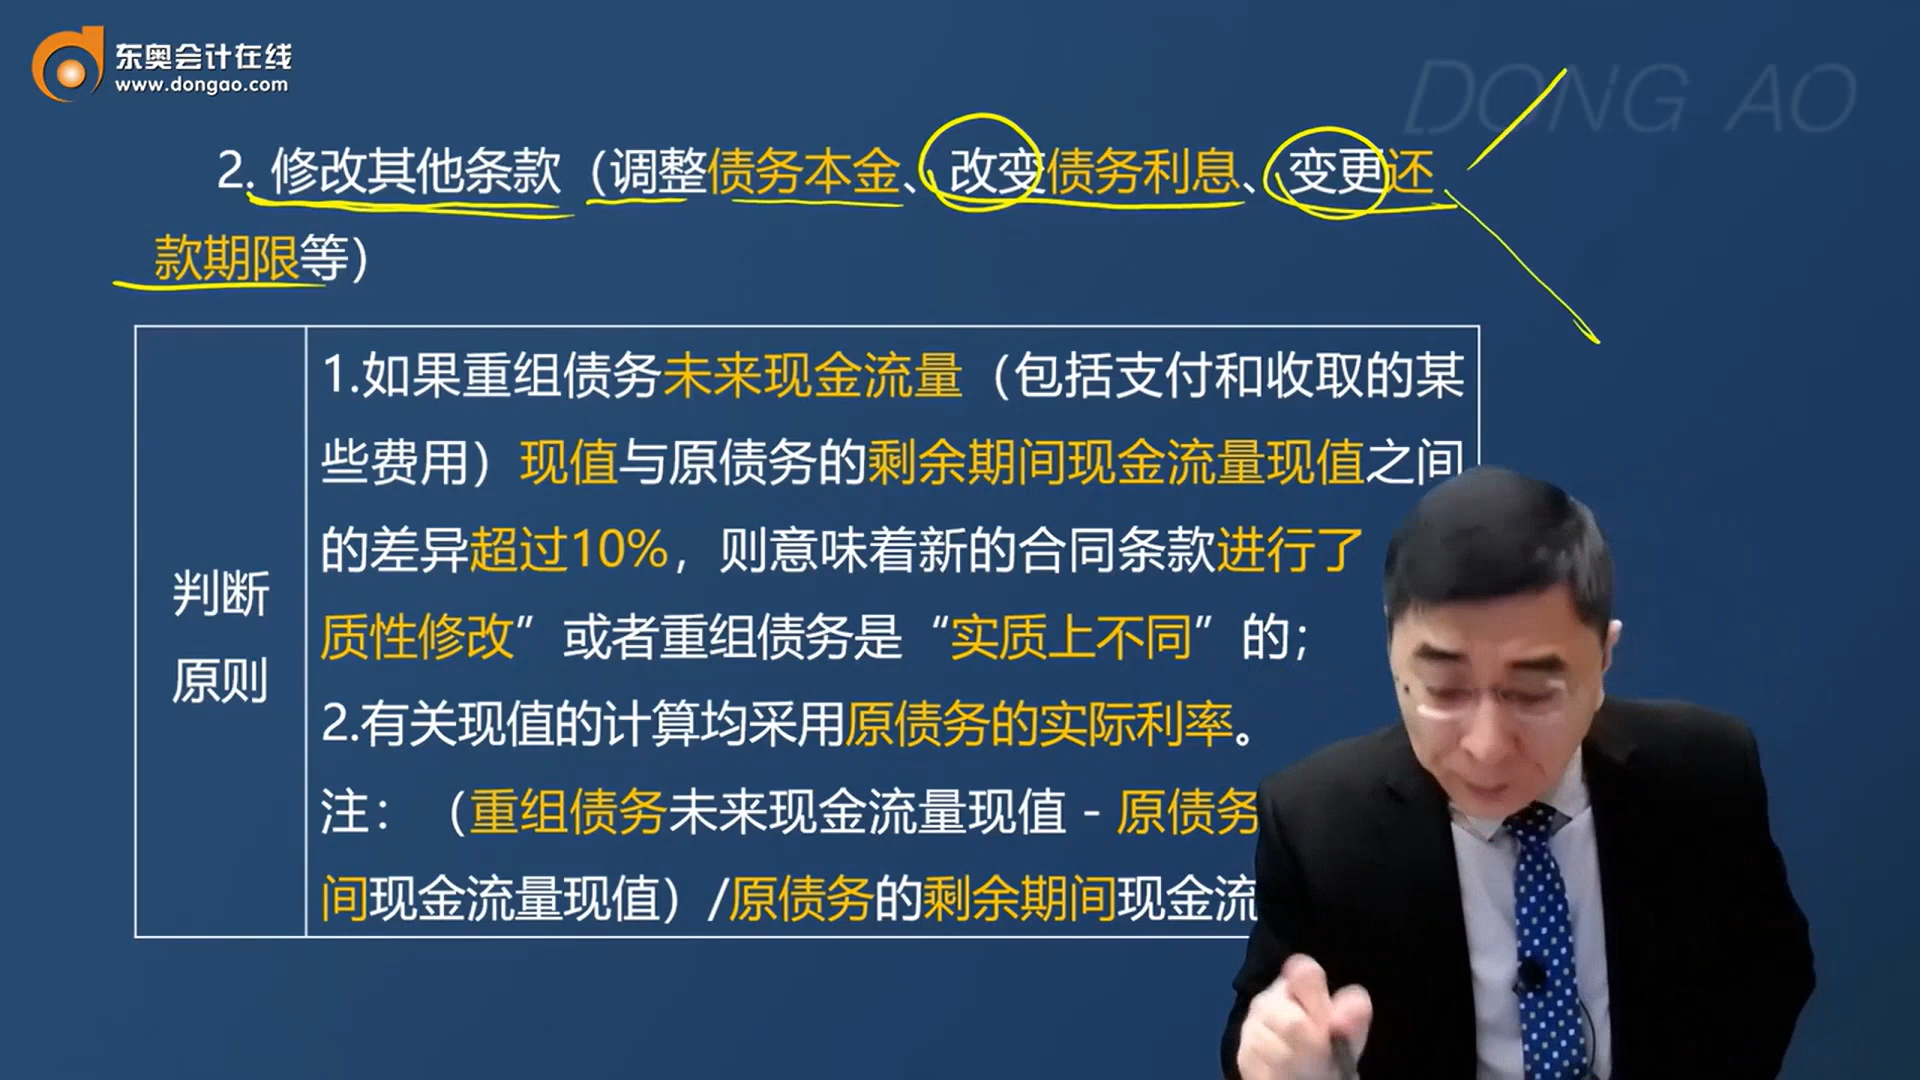 东奥会计在线
www.dongao.com
DONG AO
2. 修改其他条款（调整债务本金、改变债务利息、变更还
款期限等）
判断
原则
1.如果重组债务未来现金流量（包括支付和收取的某
些费用）现值与原债务的剩余期间现金流量现值之间
的差异超过10%，则意味着新的合同条款进行了
质性修改”或者重组债务是“实质上不同”的；
2.有关现值的计算均采用原债务的实际利率。
注：（重组债务未来现金流量现值 - 原债务
间现金流量现值）/原债务的剩余期间现金流